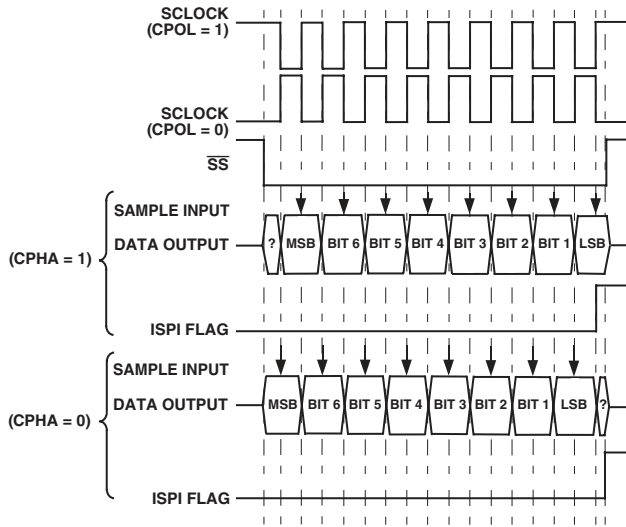 SCLOCK
(CPOL = 1)
SCLOCK
(CPOL = 0)
SS
SAMPLE INPUT
DATA OUTPUT
? MSB BIT 6 BIT 5 BIT 4 BIT 3 BIT 2 BIT 1 LSB
(CPHA = 1)
ISPI FLAG
SAMPLE INPUT
DATA OUTPUT
MSB BIT 6 BIT 5 BIT 4 BIT 3 BIT 2 BIT 1 LSB ?
(CPHA = 0)
ISPI FLAG